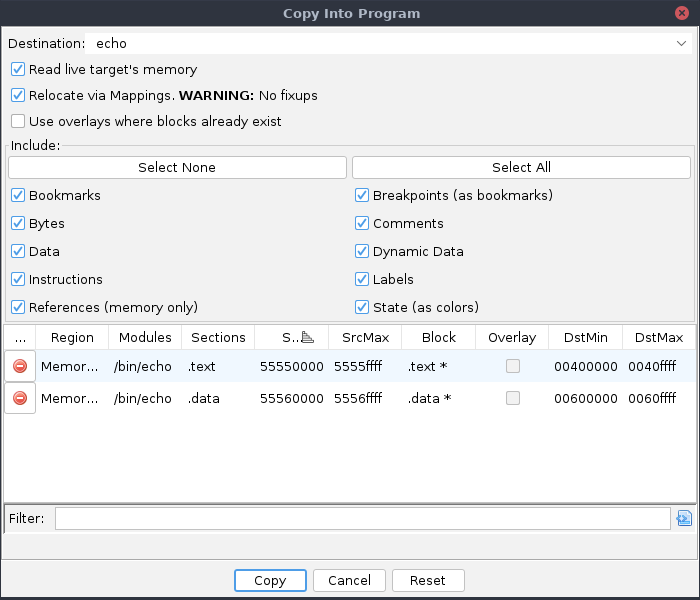 Copy Into Program
Destination: echo
Read live target's memory
Relocate via Mappings. WARNING: No fixups
Use overlays where blocks already exist
Include:
Select None Select All
Bookmarks Breakpoints (as bookmarks)
Bytes Comments
Data Dynamic Data
Instructions Labels
References (memory only) State (as colors)
... Region Modules Sections S... SrcMax Block Overlay DstMin DstMax
Memor... /bin/echo .text 55550000 5555ffff .text * 00400000 0040ffff
Memor... /bin/echo .data 55560000 5556ffff .data * 00600000 0060ffff
Filter:
Copy Cancel Reset